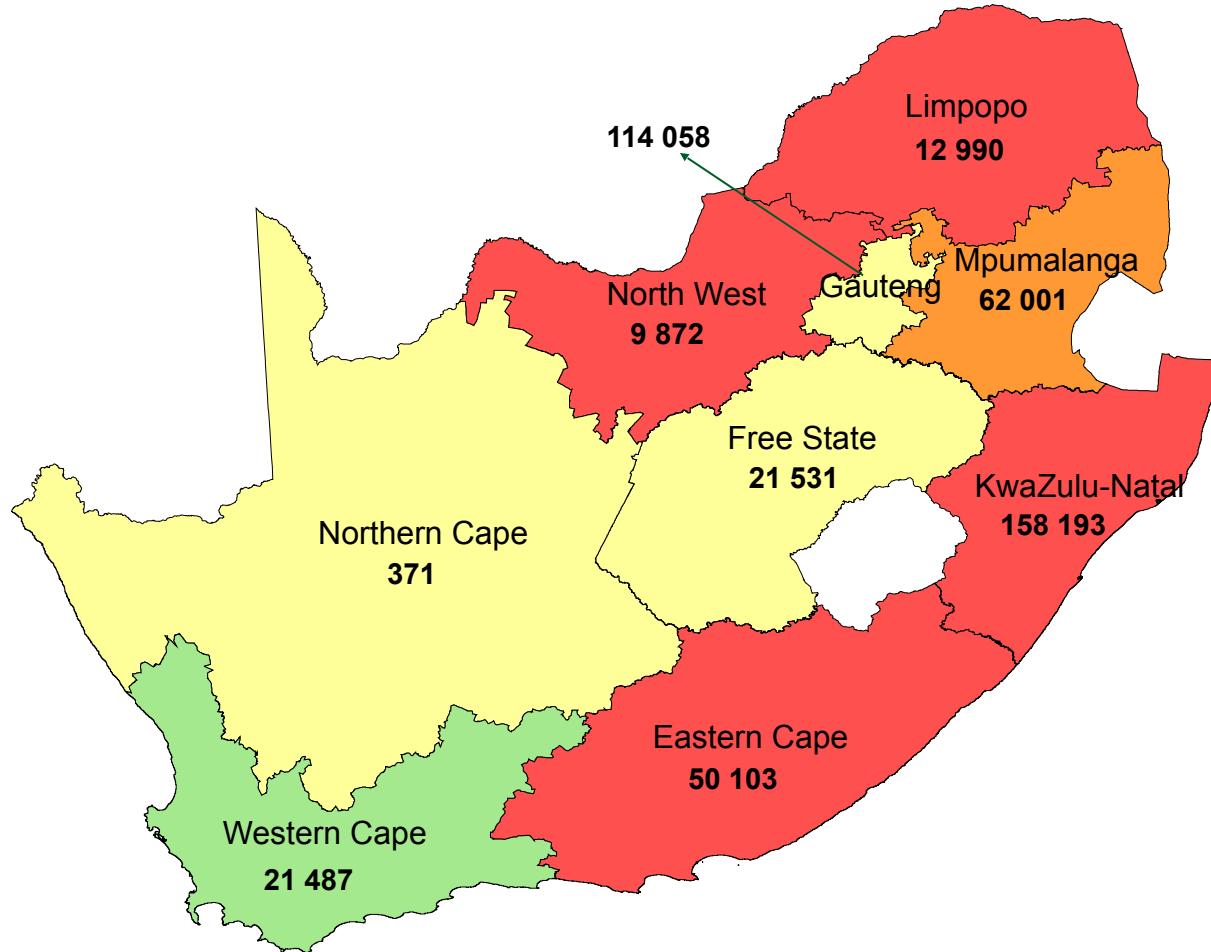 Limpopo
12 990
114 058
Mpumalanga
62 001
Gauteng
North West
9 872
Free State
21 531
KwaZulu-Natal
158 193
Northern Cape
371
Eastern Cape
50 103
Western Cape
21 487